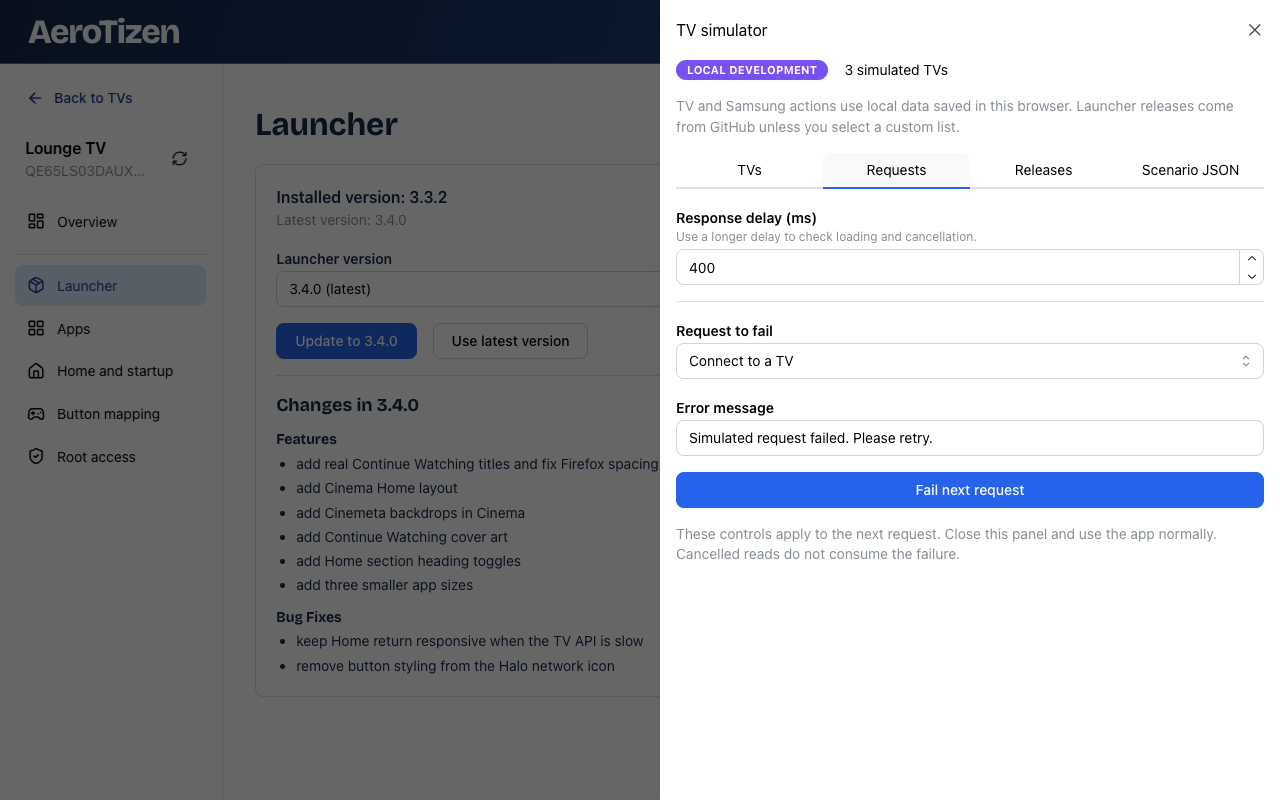 AeroTizen
Back to TVs
Lounge TV
QE65LS03DAUX...
Overview
Launcher
Apps
Home and startup
Button mapping
Root access
Launcher
Installed version: 3.3.2
Latest version: 3.4.0
Launcher version
3.4.0 (latest)
Update to 3.4.0
Use latest version
Changes in 3.4.0
Features
• add real Continue Watching titles and fix Firefox spacing
• add Cinema Home layout
• add Cinemeta backdrops in Cinema
• add Continue Watching cover art
• add Home section heading toggles
• add three smaller app sizes
Bug Fixes
• keep Home return responsive when the TV API is slow
• remove button styling from the Halo network icon
TV simulator
LOCAL DEVELOPMENT
3 simulated TVs
TV and Samsung actions use local data saved in this browser. Launcher releases come
from GitHub unless you select a custom list.
TVs
Requests
Releases
Scenario JSON
Response delay (ms)
Use a longer delay to check loading and cancellation.
400
Request to fail
Connect to a TV
Error message
Simulated request failed. Please retry.
Fail next request
These controls apply to the next request. Close this panel and use the app normally.
Cancelled reads do not consume the failure.